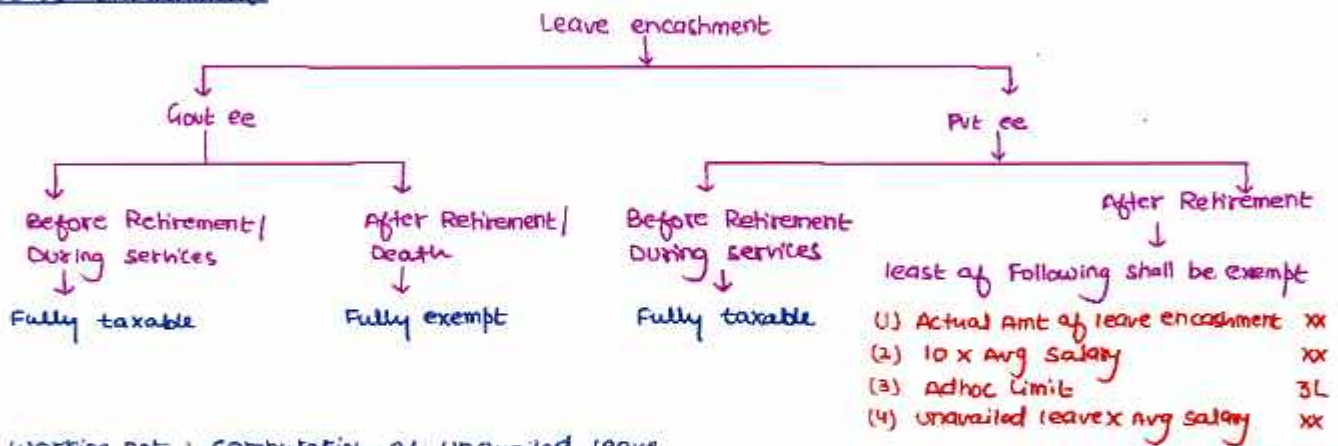 Leave encashment
Govt ee
Pvt ee
Before Retirement/
During services
Fully taxable
After Retirement/
Death
Fully exempt
Before Retirement
During services
Fully taxable
After Retirement
least of Following shall be exempt
(1) Actual Amt of leave encashment xx
(2) 10 x Avg salary xx
(3) Adhoc Limit 3L
(4) unavailed leave x Avg salary xx
computation of unavailed leave